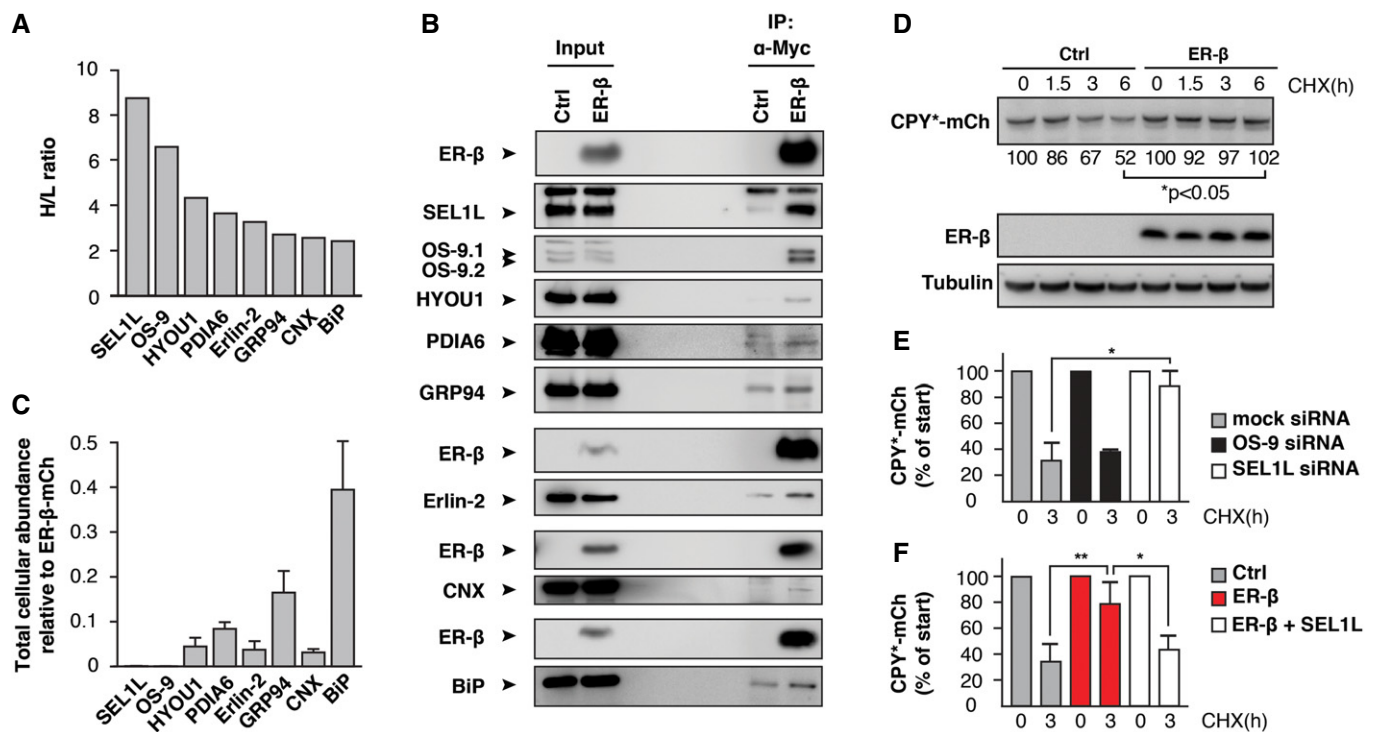 A
H/L ratio
10
8
6
4
2
0
SEL1L
OS-9
HYOU1
PDIA6
Erlin-2
GRP94
CNX
BiP
B
Input
IP:
α-Myc
Ctrl
ER-β
Ctrl
ER-β
ER-β
SEL1L
OS-9.1
OS-9.2
HYOU1
PDIA6
GRP94
ER-β
Erlin-2
ER-β
CNX
ER-β
BiP
C
Total cellular abundance
relative to ER-β-mCh
0.5
0.4
0.3
0.2
0.1
0
SEL1L
OS-9
HYOU1
PDIA6
Erlin-2
GRP94
CNX
BiP
D
Ctrl ER-β
0 1.5 3 6 0 1.5 3 6 CHX(h)
CPY*-mCh
100 86 67 52 100 92 97 102
*p<0.05
ER-β
Tubulin
E
CPY*-mCh
(% of start)
100
80
60
40
20
0
*
0 3 0 3 0 3 CHX(h)
mock siRNA
OS-9 siRNA
SEL1L siRNA
F
CPY*-mCh
(% of start)
100
80
60
40
20
0
** *
0 3 0 3 0 3 CHX(h)
Ctrl
ER-β
ER-β + SEL1L